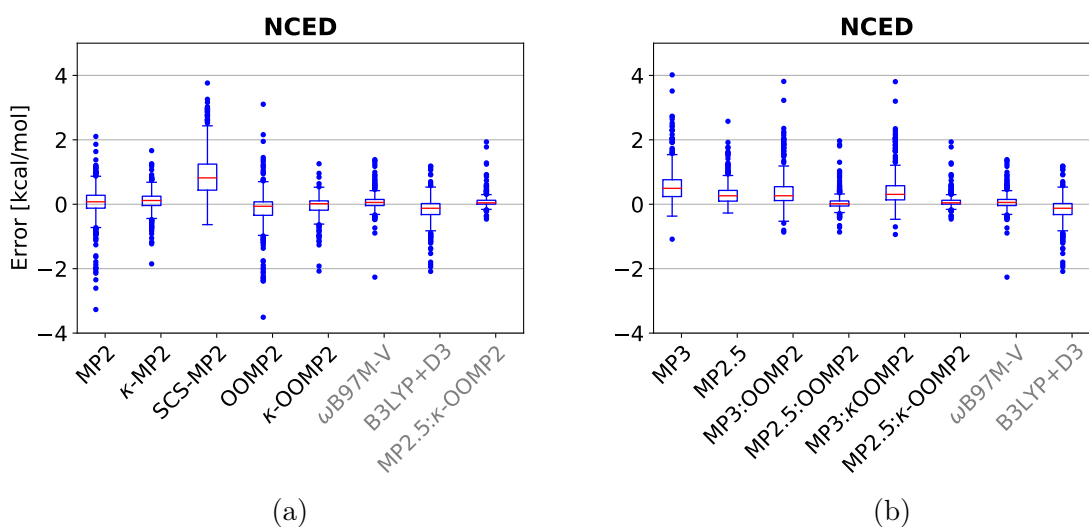 NCED
Error [kcal/mol]
4
2
0
−2
−4
MP2
κ-MP2
SCS-MP2
OOMP2
κ-OOMP2
ωB97M-V
B3LYP+D3
MP2.5:κ-OOMP2
(a)
NCED
4
2
0
−2
−4
MP3
MP2.5
MP3:OOMP2
MP2.5:OOMP2
MP3:κOOMP2
MP2.5:κ-OOMP2
ωB97M-V
B3LYP+D3
(b)